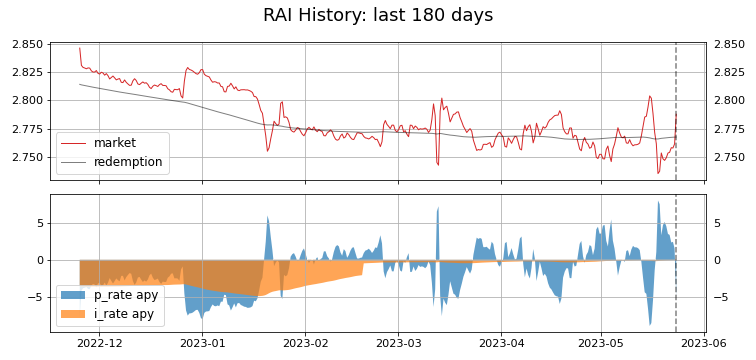 RAI History: last 180 days
2.850 2.850
2.825 2.825
2.800 2.800
2.775 2.775
2.750 2.750
market
redemption
5 5
0 0
−5 −5
p_rate apy
i_rate apy
2022-12 2023-01 2023-02 2023-03 2023-04 2023-05 2023-06